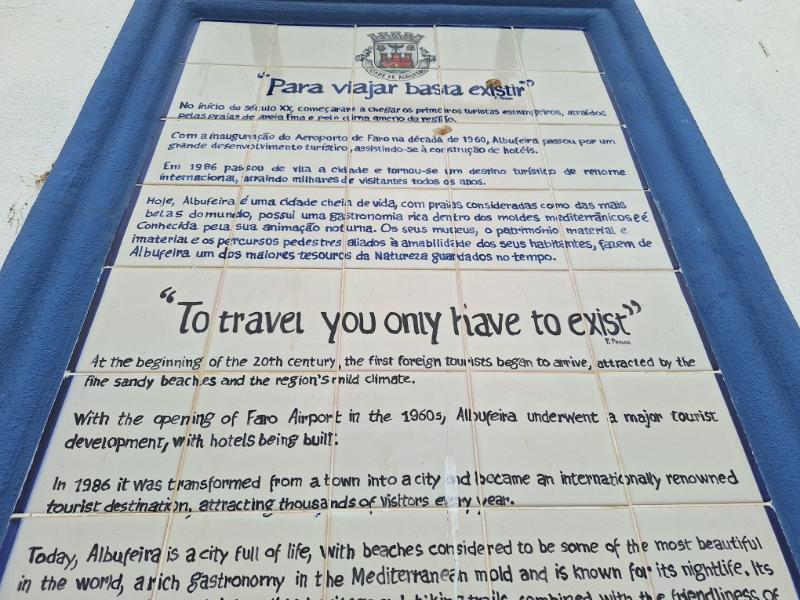 CIDADE DE ALBUFEIRA
"Para viajar basta existir"
F. Pessoa
No início do século XX, começaram a chegar os primeiros turistas estrangeiros, atraídos
pelas praias de areia fina e pelo clima ameno da região.
Com a inauguração do Aeroporto de Faro na década de 1960, Albufeira passou por um
grande desenvolvimento turístico, assistindo-se à construção de hotéis.
Em 1986 passou de vila a cidade e tornou-se um destino turístico de renome
internacional, atraindo milhares de visitantes todos os anos.
Hoje, Albufeira é uma cidade cheia de vida, com praias consideradas como das mais
belas do mundo, possui uma gastronomia rica dentro dos moldes mediterrânicos e é
Conhecida pela sua animação noturna. Os seus museus, o património material e
imaterial e os percursos pedestres aliados à amabilidade dos seus habitantes, fazem de
Albufeira um dos maiores tesouros da Natureza guardados no tempo.
"To travel you only have to exist"
F. Pessoa
At the beginning of the 20th century, the first foreign tourists began to arrive, attracted by the
fine sandy beaches and the region's mild climate.
With the opening of Faro Airport in the 1960s, Albufeira underwent a major tourist
development, with hotels being built.
In 1986 it was transformed from a town into a city and became an internationally renowned
tourist destination, attracting thousands of visitors every year.
Today, Albufeira is a city full of life, with beaches considered to be some of the most beautiful
in the world, a rich gastronomy in the Mediterranean mold and is known for its nightlife. Its
combined with the friendliness of